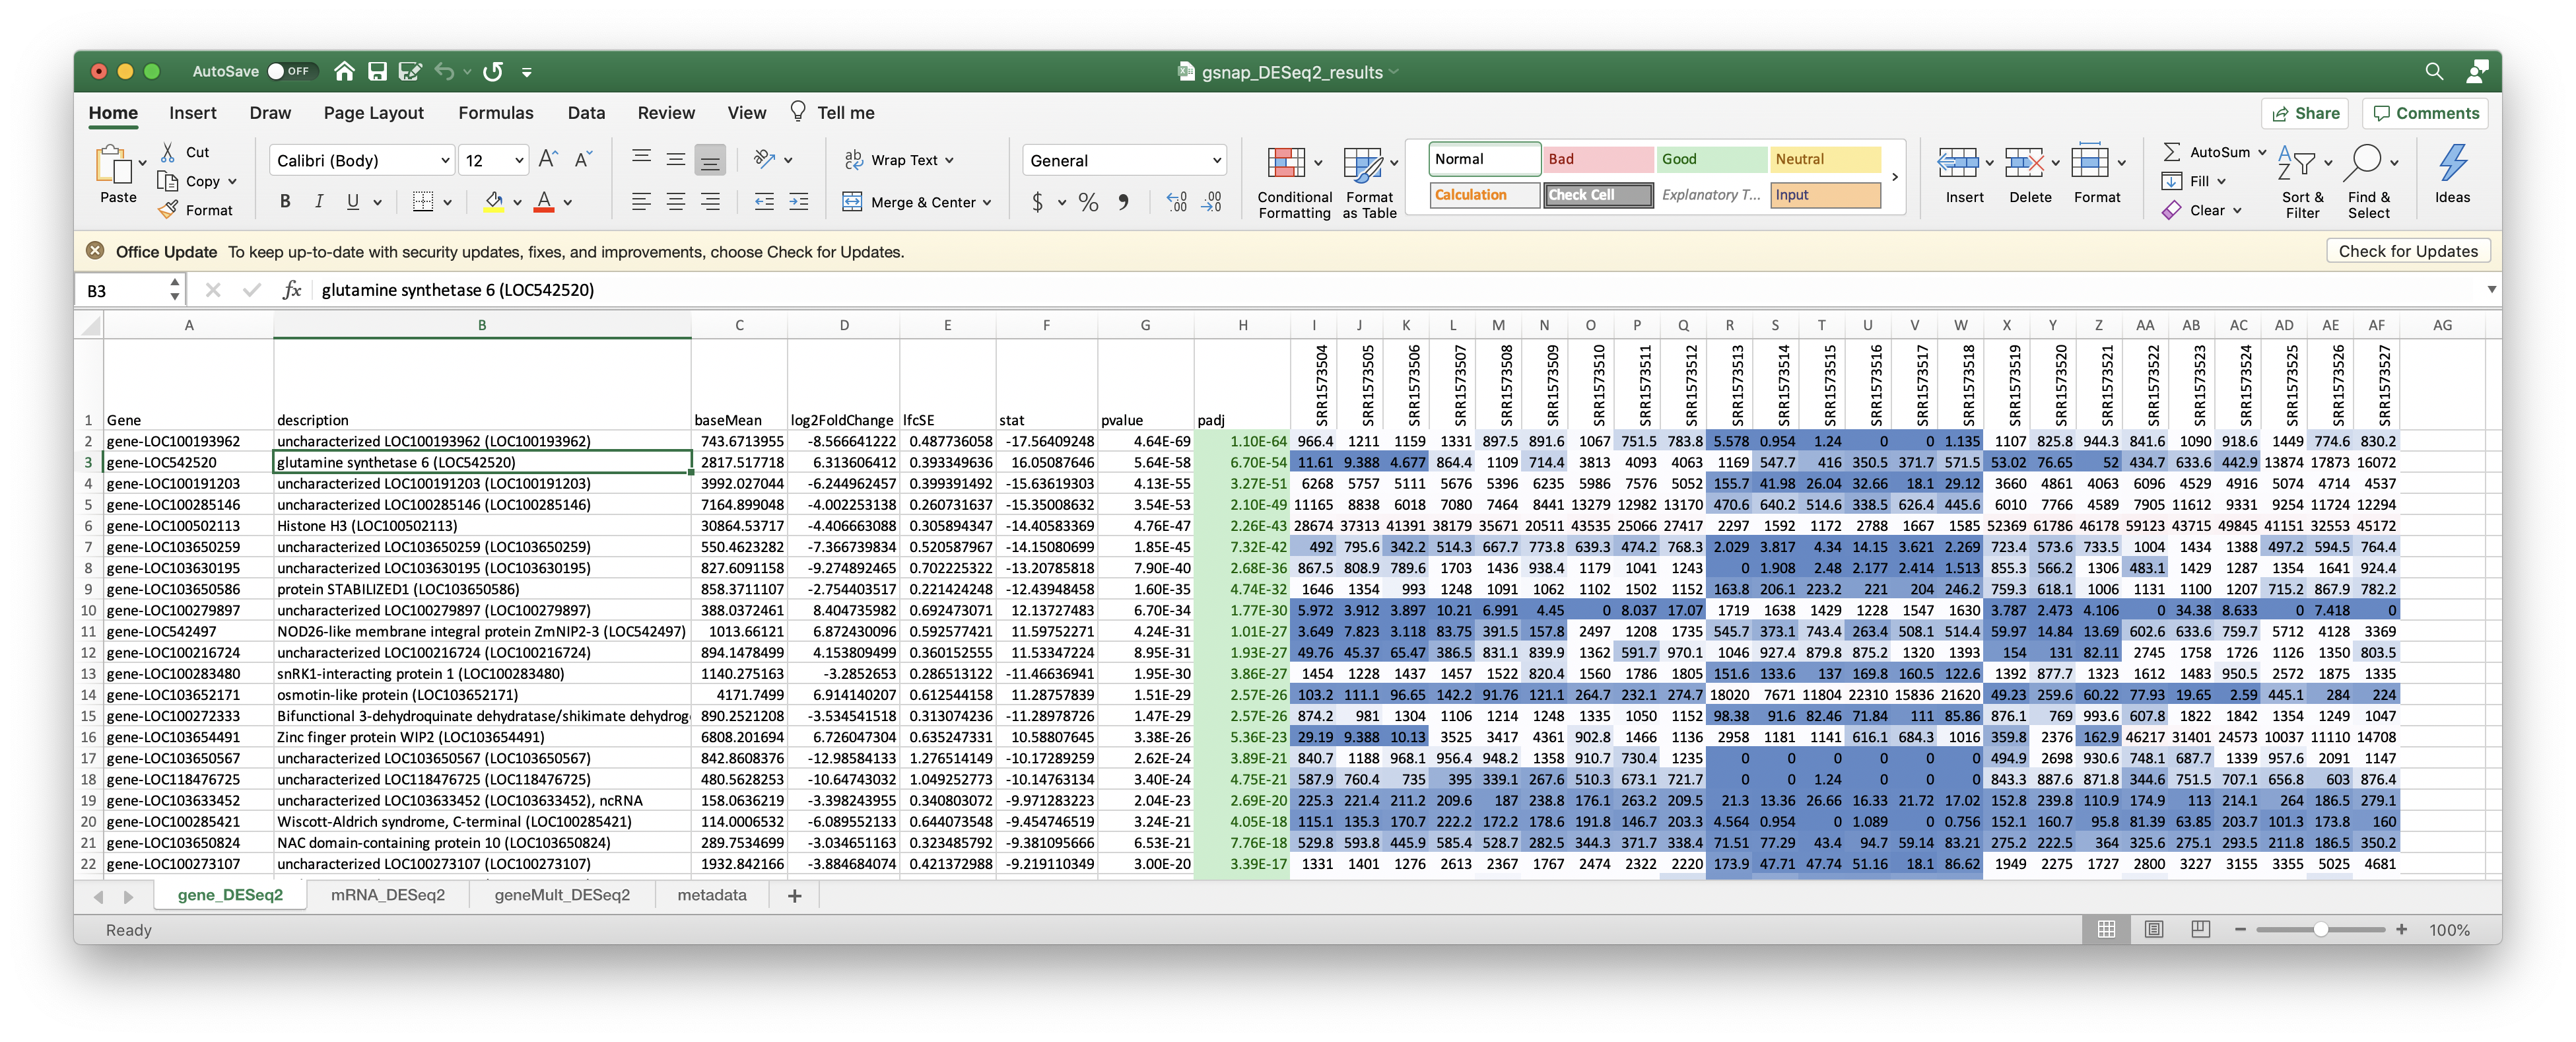 AutoSave OFF gsnap_DESeq2_results
Home Insert Draw Page Layout Formulas Data Review View Tell me Share Comments
Paste Cut Copy Format
Calibri (Body) 12 A A
B I U A
Wrap Text
Merge & Center
General
$ % , .00 .00
Conditional Formatting Format as Table
Normal Bad Good Neutral
Calculation Check Cell Explanatory T... Input
Insert Delete Format
AutoSum Fill Clear
Sort & Filter Find & Select Ideas
Office Update To keep up-to-date with security updates, fixes, and improvements, choose Check for Updates. Check for Updates
B3 fx glutamine synthetase 6 (LOC542520)
A B C D E F G H I J K L M N O P Q R S T U V W X Y Z AA AB AC AD AE AF AG
1 Gene description baseMean log2FoldChange lfcSE stat pvalue padj SRR1573504 SRR1573505 SRR1573506 SRR1573507 SRR1573508 SRR1573509 SRR1573510 SRR1573511 SRR1573512 SRR1573513 SRR1573514 SRR1573515 SRR1573516 SRR1573517 SRR1573518 SRR1573519 SRR1573520 SRR1573521 SRR1573522 SRR1573523 SRR1573524 SRR1573525 SRR1573526 SRR1573527
2 gene-LOC100193962 uncharacterized LOC100193962 (LOC100193962) 743.6713955 -8.566641222 0.487736058 -17.56409248 4.64E-69 1.10E-64 966.4 1211 1159 1331 897.5 891.6 1067 751.5 783.8 5.578 0.954 1.24 0 0 1.135 1107 825.8 944.3 841.6 1090 918.6 1449 774.6 830.2
3 gene-LOC542520 glutamine synthetase 6 (LOC542520) 2817.517718 6.313606412 0.393349636 16.05087646 5.64E-58 6.70E-54 11.61 9.388 4.677 864.4 1109 714.4 3813 4093 4063 1169 547.7 416 350.5 371.7 571.5 53.02 76.65 52 434.7 633.6 442.9 13874 17873 16072
4 gene-LOC100191203 uncharacterized LOC100191203 (LOC100191203) 3992.027044 -6.244962457 0.399391492 -15.63619303 4.13E-55 3.27E-51 6268 5757 5111 5676 5396 6235 5986 7576 5052 155.7 41.98 26.04 32.66 18.1 29.12 3660 4861 4063 6096 4529 4916 5074 4714 4537
5 gene-LOC100285146 uncharacterized LOC100285146 (LOC100285146) 7164.899048 -4.002253138 0.260731637 -15.35008632 3.54E-53 2.10E-49 11165 8838 6018 7080 7464 8441 13279 12982 13170 470.6 640.2 514.6 338.5 626.4 445.6 6010 7766 4589 7905 11612 9331 9254 11724 12294
6 gene-LOC100502113 Histone H3 (LOC100502113) 30864.53717 -4.406663088 0.305894347 -14.40583369 4.76E-47 2.26E-43 28674 37313 41391 38179 35671 20511 43535 25066 27417 2297 1592 1172 2788 1667 1585 52369 61786 46178 59123 43715 49845 41151 32553 45172
7 gene-LOC103650259 uncharacterized LOC103650259 (LOC103650259) 550.4623282 -7.366739834 0.520587967 -14.15080699 1.85E-45 7.32E-42 492 795.6 342.2 514.3 667.7 773.8 639.3 474.2 768.3 2.029 3.817 4.34 14.15 3.621 2.269 723.4 573.6 733.5 1004 1434 1388 497.2 594.5 764.4
8 gene-LOC103630195 uncharacterized LOC103630195 (LOC103630195) 827.6091158 -9.274892465 0.702225322 -13.20785818 7.90E-40 2.68E-36 867.5 808.9 789.6 1703 1436 938.4 1179 1041 1243 0 1.908 2.48 2.177 2.414 1.513 855.3 566.2 1306 483.1 1429 1287 1354 1641 924.4
9 gene-LOC103650586 protein STABILIZED1 (LOC103650586) 858.3711107 -2.754403517 0.221424248 -12.43948458 1.60E-35 4.74E-32 1646 1354 993 1248 1091 1062 1102 1502 1152 163.8 206.1 223.2 221 204 246.2 759.3 618.1 1006 1131 1100 1207 715.2 867.9 782.2
10 gene-LOC100279897 uncharacterized LOC100279897 (LOC100279897) 388.0372461 8.404735982 0.692473071 12.13727483 6.70E-34 1.77E-30 5.972 3.912 3.897 10.21 6.991 4.45 0 8.037 17.07 1719 1638 1429 1228 1547 1630 3.787 2.473 4.106 0 34.38 8.633 0 7.418 0
11 gene-LOC542497 NOD26-like membrane integral protein ZmNIP2-3 (LOC542497) 1013.66121 6.872430096 0.592577421 11.59752271 4.24E-31 1.01E-27 3.649 7.823 3.118 83.75 391.5 157.8 2497 1208 1735 545.7 373.1 743.4 263.4 508.1 514.4 59.97 14.84 13.69 602.6 633.6 759.7 5712 4128 3369
12 gene-LOC100216724 uncharacterized LOC100216724 (LOC100216724) 894.1478499 4.153809499 0.360152555 11.53347224 8.95E-31 1.93E-27 49.76 45.37 65.47 386.5 831.1 839.9 1362 591.7 970.1 1046 927.4 879.8 875.2 1320 1393 154 131 82.11 2745 1758 1726 1126 1350 803.5
13 gene-LOC100283480 snRK1-interacting protein 1 (LOC100283480) 1140.275163 -3.2852653 0.286513122 -11.46636941 1.95E-30 3.86E-27 1454 1228 1437 1457 1522 820.4 1560 1786 1805 151.6 133.6 137 169.8 160.5 122.6 1392 877.7 1323 1612 1483 950.5 2572 1875 1335
14 gene-LOC103652171 osmotin-like protein (LOC103652171) 4171.7499 6.914140207 0.612544158 11.28757839 1.51E-29 2.57E-26 103.2 111.1 96.65 142.2 91.76 121.1 264.7 232.1 274.7 18020 7671 11804 22310 15836 21620 49.23 259.6 60.22 77.93 19.65 2.59 445.1 284 224
15 gene-LOC100272333 Bifunctional 3-dehydroquinate dehydratase/shikimate dehydrog 890.2521208 -3.534541518 0.313074236 -11.28978726 1.47E-29 2.57E-26 874.2 981 1304 1106 1214 1248 1335 1050 1152 98.38 91.6 82.46 71.84 111 85.86 876.1 769 993.6 607.8 1822 1842 1354 1249 1047
16 gene-LOC103654491 Zinc finger protein WIP2 (LOC103654491) 6808.201694 6.726047304 0.635247331 10.58807645 3.38E-26 5.36E-23 29.19 9.388 10.13 3525 3417 4361 902.8 1466 1136 2958 1181 1141 616.1 684.3 1016 359.8 2376 162.9 46217 31401 24573 10037 11110 14708
17 gene-LOC103650567 uncharacterized LOC103650567 (LOC103650567) 842.8608376 -12.98584133 1.276514149 -10.17289259 2.62E-24 3.89E-21 840.7 1188 968.1 956.4 948.2 1358 910.7 730.4 1235 0 0 0 0 0 0 494.9 2698 930.6 748.1 687.7 1339 957.6 2091 1147
18 gene-LOC118476725 uncharacterized LOC118476725 (LOC118476725) 480.5628253 -10.64743032 1.049252773 -10.14763134 3.40E-24 4.75E-21 587.9 760.4 735 395 339.1 267.6 510.3 673.1 721.7 0 0 1.24 0 0 0 843.3 887.6 871.8 344.6 751.5 707.1 656.8 603 876.4
19 gene-LOC103633452 uncharacterized LOC103633452 (LOC103633452), ncRNA 158.0636219 -3.398243955 0.340803072 -9.971283223 2.04E-23 2.69E-20 225.3 221.4 211.2 209.6 187 238.8 176.1 263.2 209.5 21.3 13.36 26.66 16.33 21.72 17.02 152.8 239.8 110.9 174.9 113 214.1 264 186.5 279.1
20 gene-LOC100285421 Wiscott-Aldrich syndrome, C-terminal (LOC100285421) 114.0006532 -6.089552133 0.644073548 -9.454746519 3.24E-21 4.05E-18 115.1 135.3 170.7 222.2 172.2 178.6 191.8 146.7 203.3 4.564 0.954 0 1.089 0 0.756 152.1 160.7 95.8 81.39 63.85 203.7 101.3 173.8 160
21 gene-LOC103650824 NAC domain-containing protein 10 (LOC103650824) 289.7534699 -3.034651163 0.323485792 -9.381095666 6.53E-21 7.76E-18 529.8 593.8 445.9 585.4 528.7 282.5 344.3 371.7 338.4 71.51 77.29 43.4 94.7 59.14 83.21 275.2 222.5 364 325.6 275.1 293.5 211.8 186.5 350.2
22 gene-LOC100273107 uncharacterized LOC100273107 (LOC100273107) 1932.842166 -3.884684074 0.421372988 -9.219110349 3.00E-20 3.39E-17 1331 1401 1276 2613 2367 1767 2474 2322 2220 173.9 47.71 47.74 51.16 18.1 86.62 1949 2275 1727 2800 3227 3155 3355 5025 4681
gene_DESeq2 mRNA_DESeq2 geneMult_DESeq2 metadata +
Ready 100%